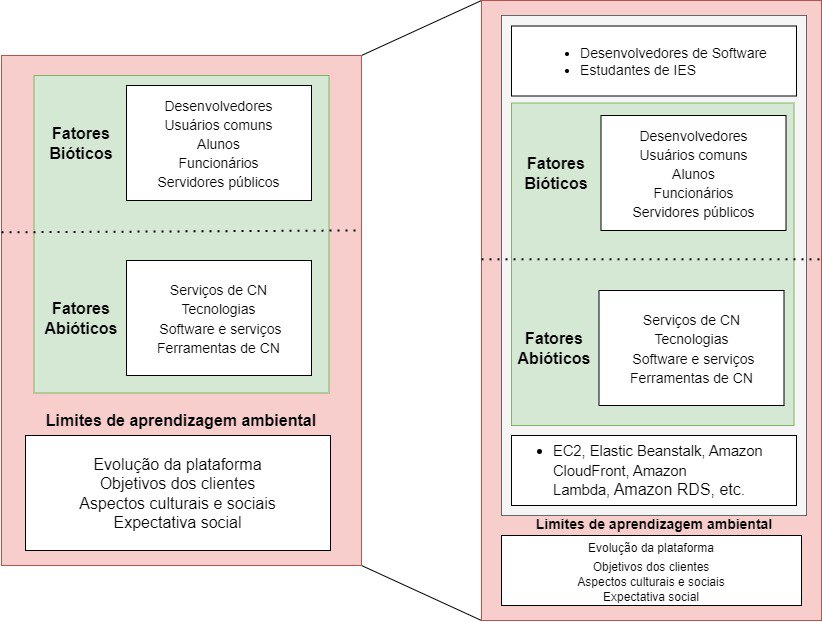 Fatores
Bióticos
Desenvolvedores
Usuários comuns
Alunos
Funcionários
Servidores públicos
Fatores
Abióticos
Serviços de CN
Tecnologias
Software e serviços
Ferramentas de CN
Limites de aprendizagem ambiental
Evolução da plataforma
Objetivos dos clientes
Aspectos culturais e sociais
Expectativa social
• Desenvolvedores de Software
• Estudantes de IES
Fatores
Bióticos
Desenvolvedores
Usuários comuns
Alunos
Funcionários
Servidores públicos
Fatores
Abióticos
Serviços de CN
Tecnologias
Software e serviços
Ferramentas de CN
• EC2, Elastic Beanstalk, Amazon
CloudFront, Amazon
Lambda, Amazon RDS, etc.
Limites de aprendizagem ambiental
Evolução da plataforma
Objetivos dos clientes
Aspectos culturais e sociais
Expectativa social